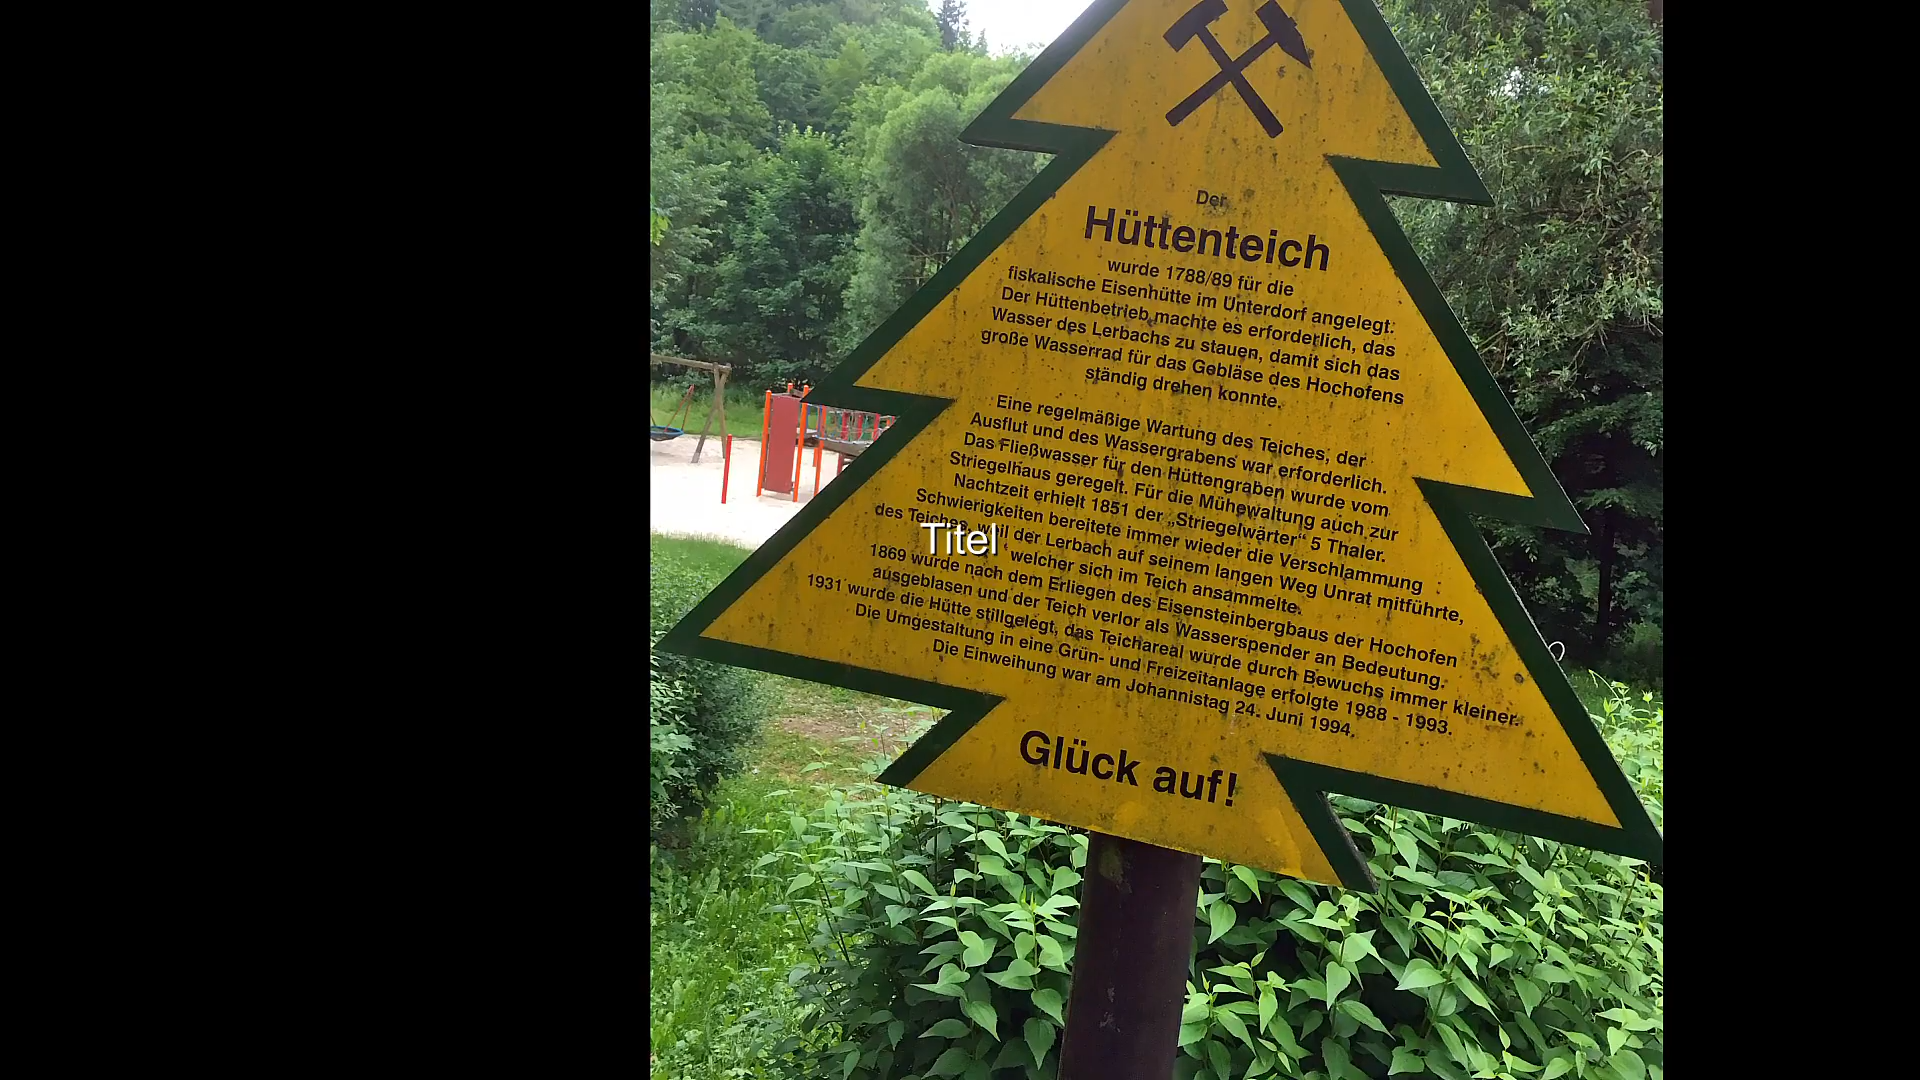 Der
Hüttenteich
wurde 1788/89 für die
fiskalische Eisenhütte im Unterdorf angelegt.
Der Hüttenbetrieb machte es erforderlich, das
Wasser des Lerbachs zu stauen, damit sich das
große Wasserrad für das Gebläse des Hochofens
ständig drehen konnte.
Eine regelmäßige Wartung des Teiches, der
Ausflut und des Wassergrabens war erforderlich.
Das Fließwasser für den Hüttengraben wurde vom
Striegelhaus geregelt. Für die Mühewaltung auch zur
Nachtzeit erhielt 1851 der „Striegelwärter“ 5 Thaler.
Schwierigkeiten bereitete immer wieder die Verschlammung
des Teiches, weil der Lerbach auf seinem langen Weg Unrat mitführte,
welcher sich im Teich ansammelte.
1869 wurde nach dem Erliegen des Eisensteinbergbaus der Hochofen
ausgeblasen und der Teich verlor als Wasserspender an Bedeutung.
1931 wurde die Hütte stillgelegt, das Teichareal wurde durch Bewuchs immer kleiner.
Die Umgestaltung in eine Grün- und Freizeitanlage erfolgte 1988 - 1993.
Die Einweihung war am Johannistag 24. Juni 1994.
Glück auf!
Titel